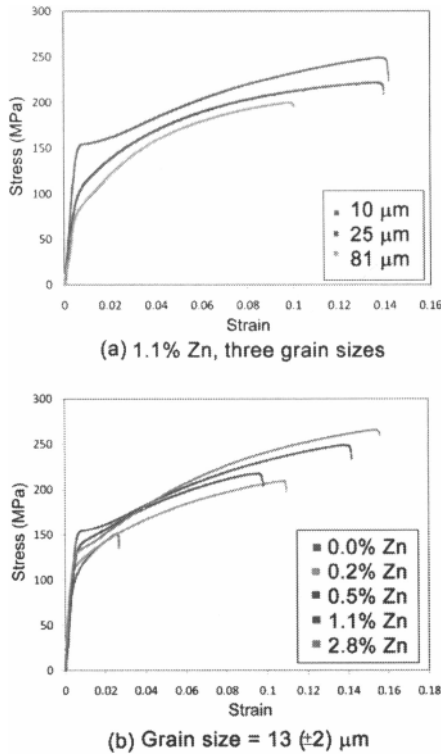 300
250
200
150
100
50
0
Stress (MPa)
10 μm
25 μm
81 μm
0 0.02 0.04 0.06 0.08 0.1 0.12 0.14 0.16
Strain
(a) 1.1% Zn, three grain sizes
300
250
200
150
100
50
0
Stress (MPa)
0.0% Zn
0.2% Zn
0.5% Zn
1.1% Zn
2.8% Zn
0 0.02 0.04 0.06 0.08 0.1 0.12 0.14 0.16 0.18
Strain
(b) Grain size = 13 (±2) μm